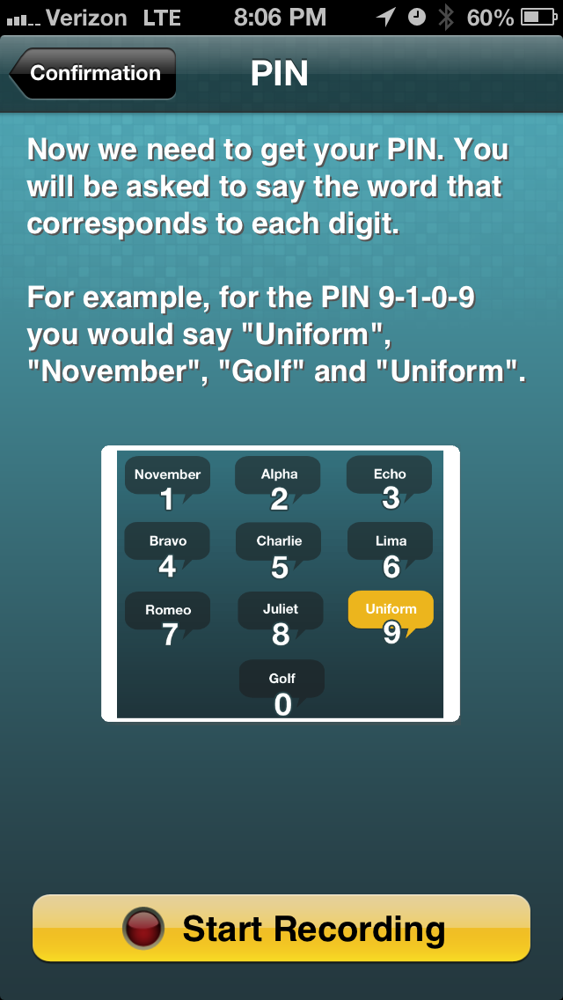 Verizon LTE 8:06 PM 60%
Confirmation PIN
Now we need to get your PIN. You
will be asked to say the word that
corresponds to each digit.
For example, for the PIN 9-1-0-9
you would say "Uniform",
"November", "Golf" and "Uniform".
November Alpha Echo
1 2 3
Bravo Charlie Lima
4 5 6
Romeo Juliet Uniform
7 8 9
Golf
0
Start Recording